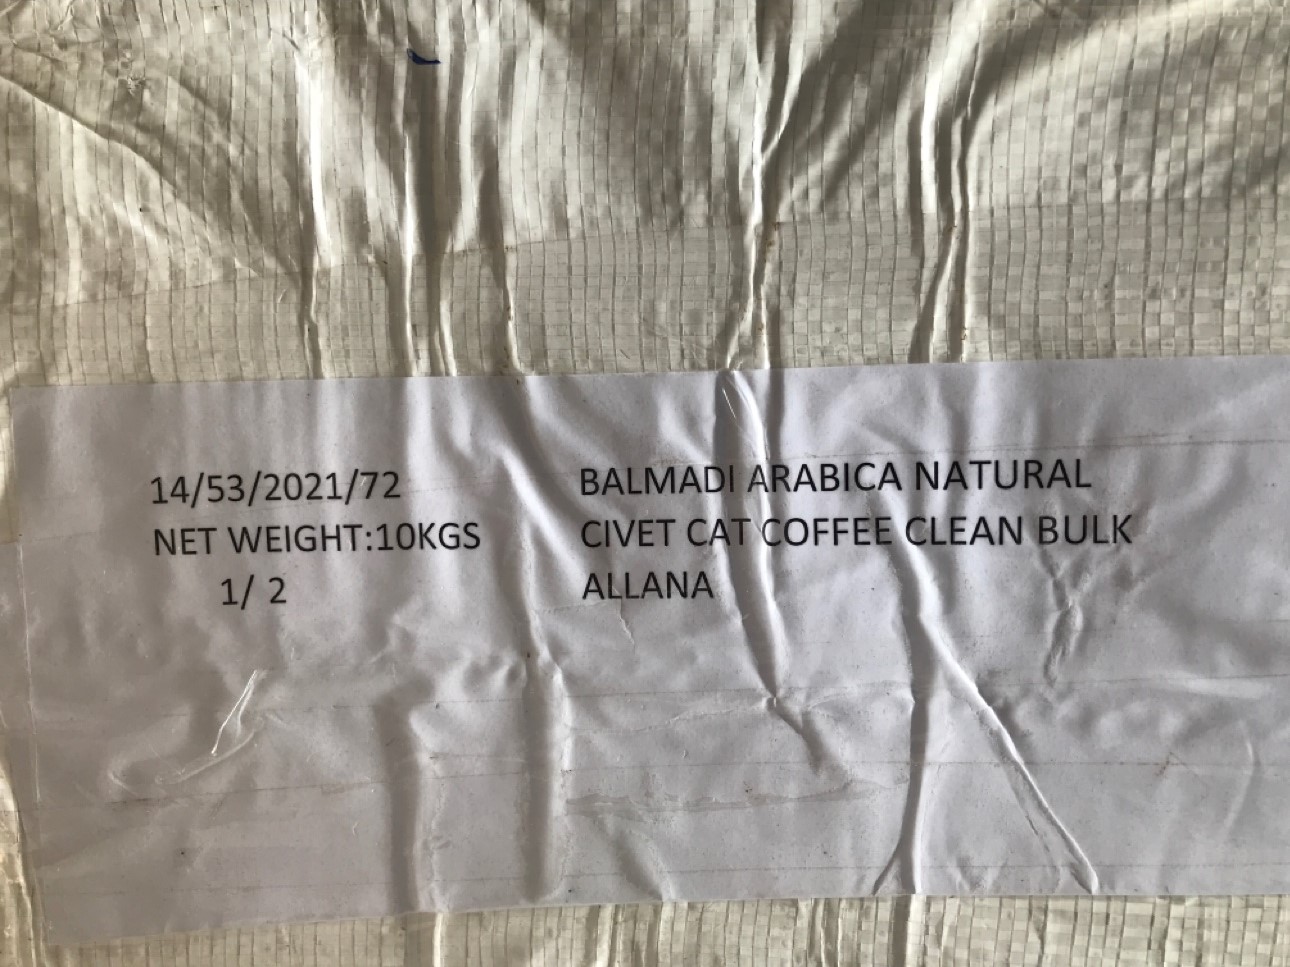 14/53/2021/72
NET WEIGHT:10KGS
1/ 2
BALMADI ARABICA NATURAL
CIVET CAT COFFEE CLEAN BULK
ALLANA